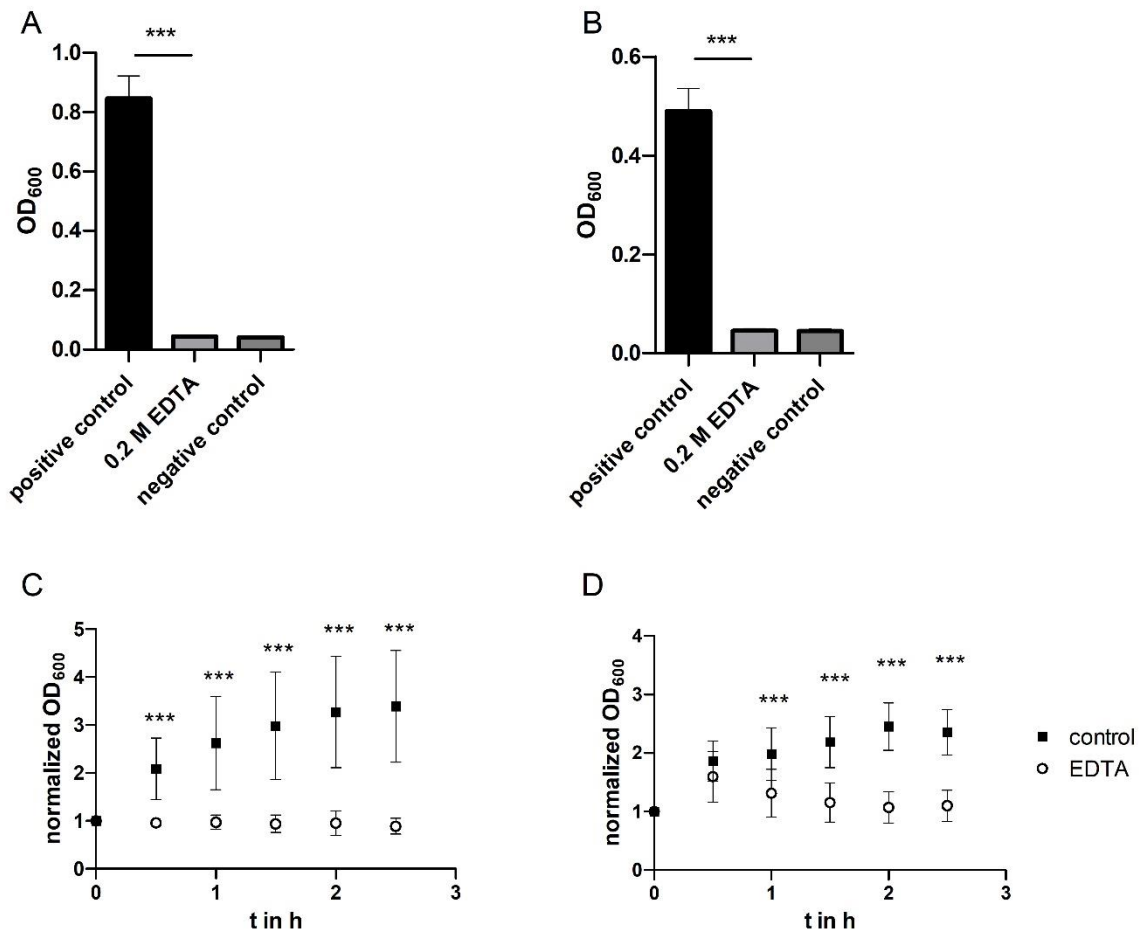 A
***
OD600
1.0
0.8
0.6
0.4
0.2
0.0
positive control
0.2 M EDTA
negative control
B
***
OD600
0.6
0.4
0.2
0.0
positive control
0.2 M EDTA
negative control
C
normalized OD600
5
4
3
2
1
0
***
***
***
***
***
0
1
2
3
t in h
D
normalized OD600
4
3
2
1
0
***
***
***
***
0
1
2
3
t in h
control
EDTA